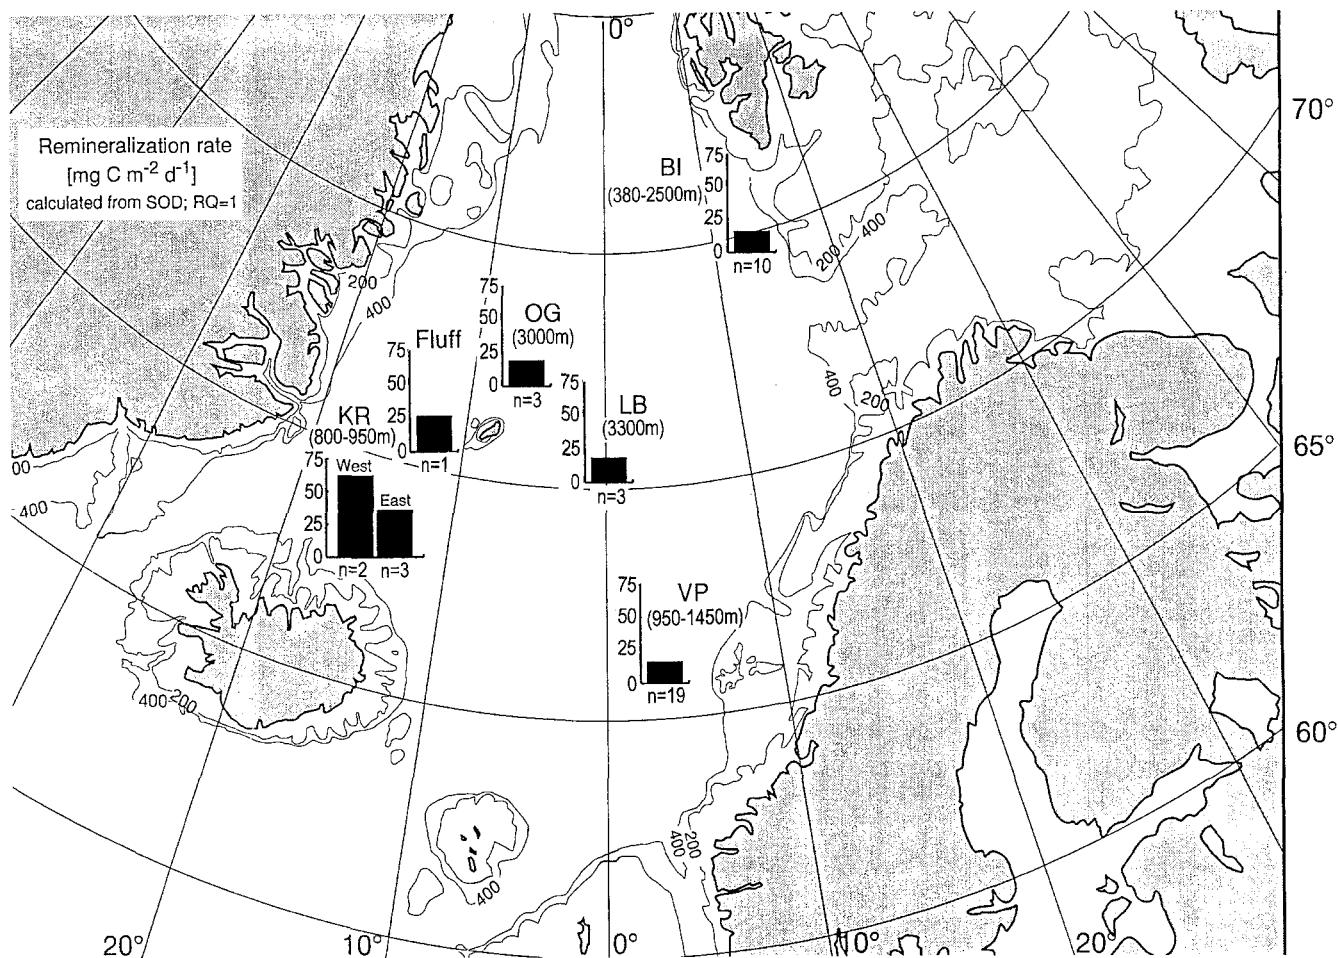 0°
70°
Remineralization rate
[mg C m⁻² d⁻¹]
calculated from SOD; RQ=1
BI
(380-2500m)
75
50
25
0
n=10
200
400
200
400
75
50
25
0
OG
(3000m)
n=3
Fluff
75
50
25
0
n=1
LB
(3300m)
75
50
25
0
n=3
400
200
65°
KR
(800-950m)
75
50
25
0
West
East
n=2
n=3
00
400
VP
(950-1450m)
75
50
25
0
n=19
400
200
60°
200
400
400
20°
10°
0°
10°
20°